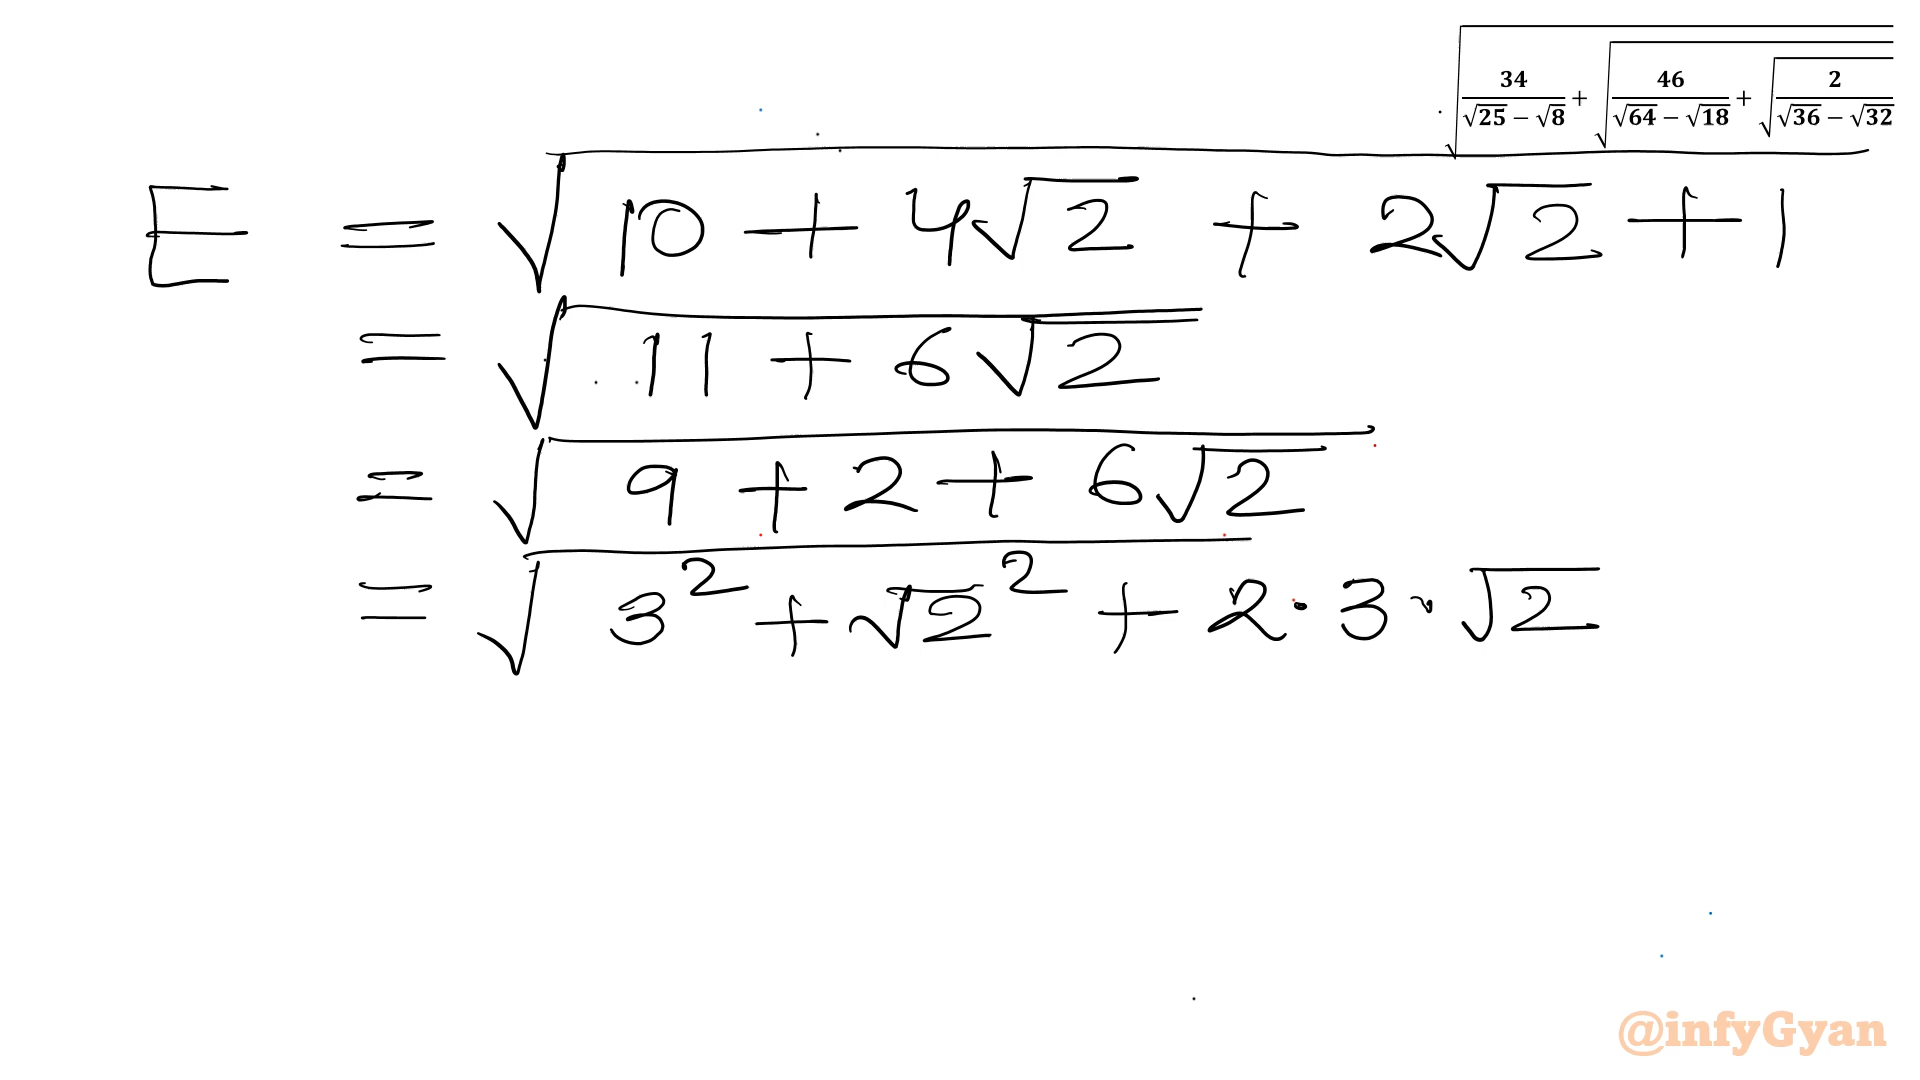 √(34/(√25 − √8) + √(46/(√64 − √18) + √(2/(√36 − √32))))
E = √(10 + 4√2 + 2√2 + 1)
= √(11 + 6√2)
= √(9 + 2 + 6√2)
= √(3² + √2² + 2·3·√2)
@infyGyan